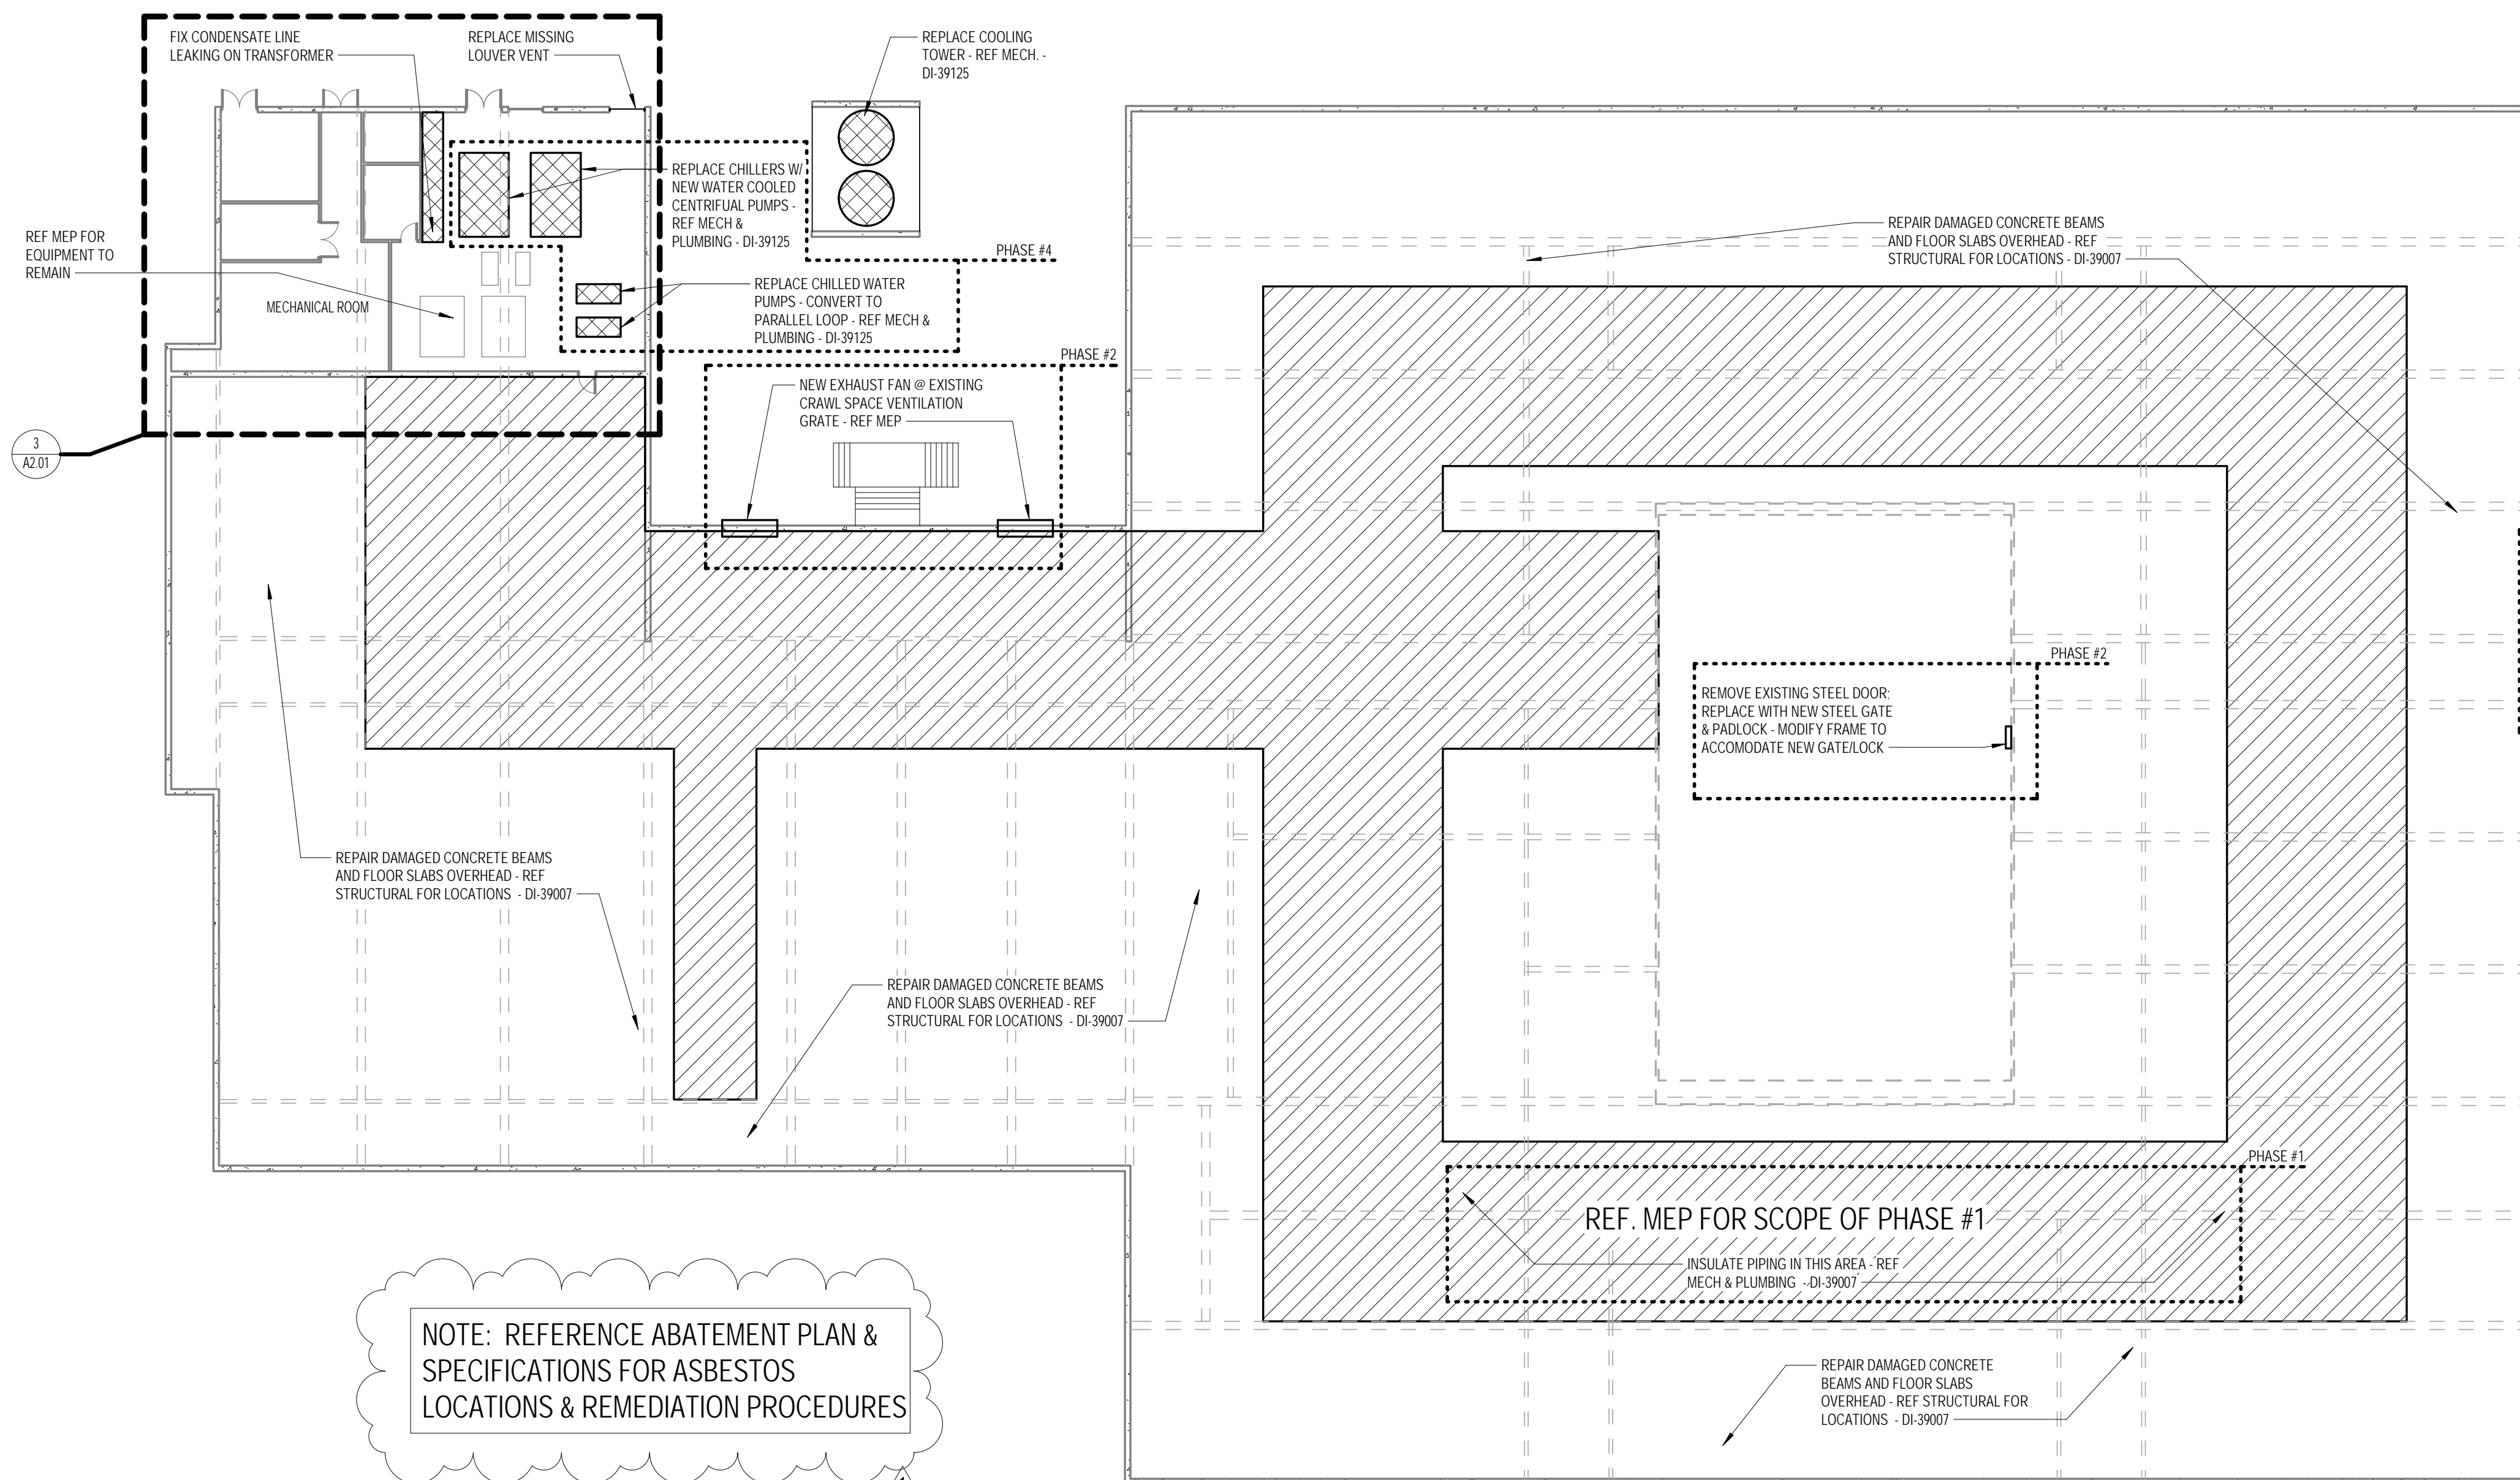 FIX CONDENSATE LINE
LEAKING ON TRANSFORMER
REPLACE MISSING
LOUVER VENT
REPLACE COOLING
TOWER - REF MECH. -
DI-39125
REPLACE CHILLERS W/
NEW WATER COOLED
CENTRIFUAL PUMPS -
REF MECH &
PLUMBING - DI-39125
REF MEP FOR
EQUIPMENT TO
REMAIN
MECHANICAL ROOM
PHASE #4
REPLACE CHILLED WATER
PUMPS - CONVERT TO
PARALLEL LOOP - REF MECH &
PLUMBING - DI-39125
REPAIR DAMAGED CONCRETE BEAMS
AND FLOOR SLABS OVERHEAD - REF
STRUCTURAL FOR LOCATIONS - DI-39007
PHASE #2
NEW EXHAUST FAN @ EXISTING
CRAWL SPACE VENTILATION
GRATE - REF MEP
3
A2.01
PHASE #2
REMOVE EXISTING STEEL DOOR;
REPLACE WITH NEW STEEL GATE
& PADLOCK - MODIFY FRAME TO
ACCOMODATE NEW GATE/LOCK
REPAIR DAMAGED CONCRETE BEAMS
AND FLOOR SLABS OVERHEAD - REF
STRUCTURAL FOR LOCATIONS - DI-39007
REPAIR DAMAGED CONCRETE BEAMS
AND FLOOR SLABS OVERHEAD - REF
STRUCTURAL FOR LOCATIONS - DI-39007
PHASE #1
REF. MEP FOR SCOPE OF PHASE #1
INSULATE PIPING IN THIS AREA - REF
MECH & PLUMBING - DI-39007
NOTE: REFERENCE ABATEMENT PLAN &
SPECIFICATIONS FOR ASBESTOS
LOCATIONS & REMEDIATION PROCEDURES
REPAIR DAMAGED CONCRETE
BEAMS AND FLOOR SLABS
OVERHEAD - REF STRUCTURAL FOR
LOCATIONS - DI-39007